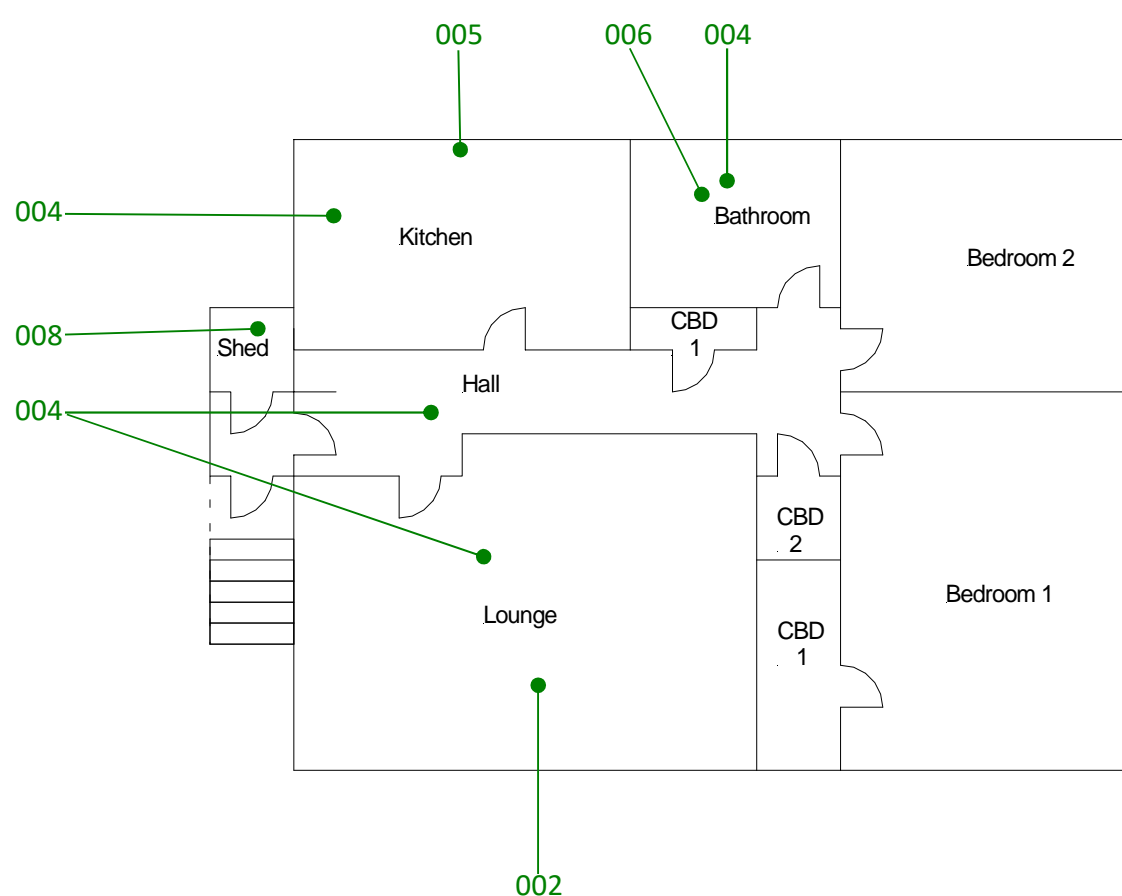 005
006
004
004
Kitchen
Bathroom
Bedroom 2
008
Shed
CBD
1
Hall
004
CBD
2
Lounge
Bedroom 1
CBD
1
002